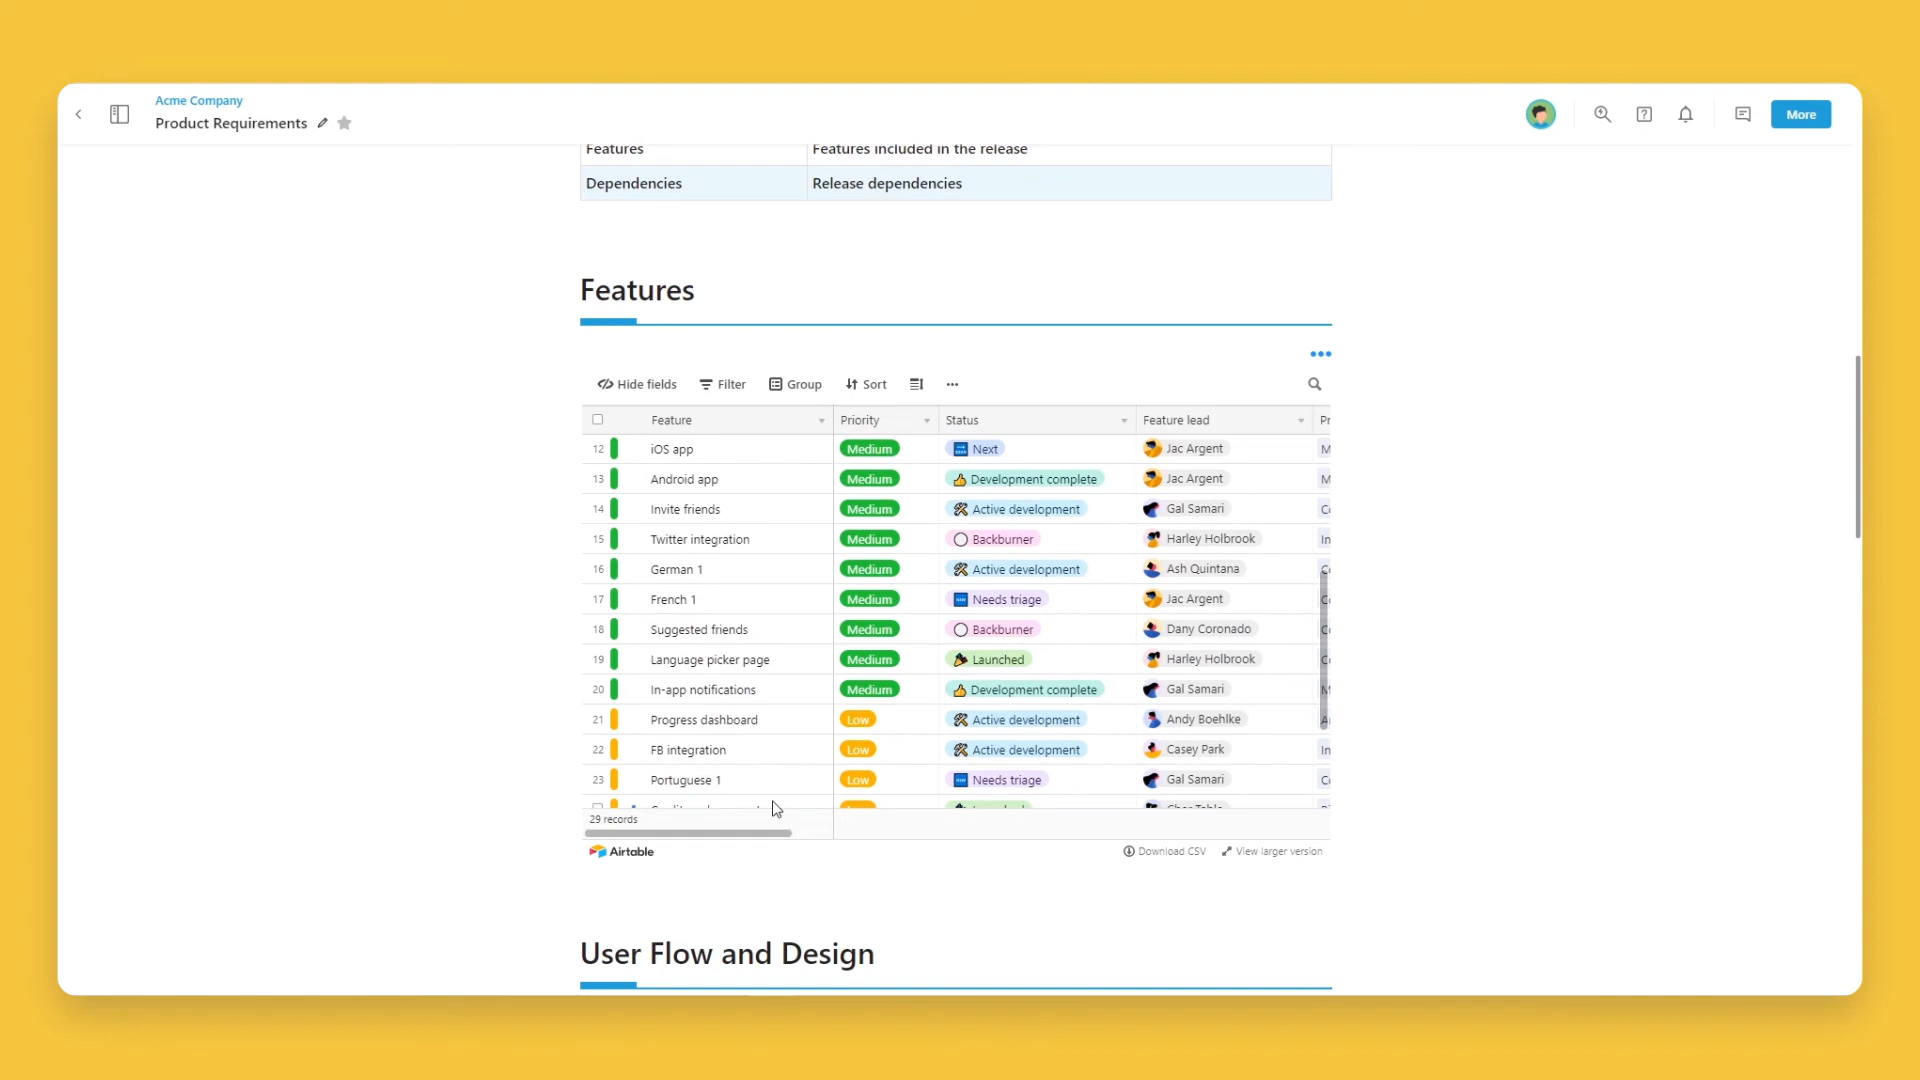 Acme Company
Product Requirements
More
Features Features included in the release
Dependencies Release dependencies
Features
Hide fields Filter Group Sort
Feature Priority Status Feature lead Pr
12 iOS app Medium Next Jac Argent M
13 Android app Medium Development complete Jac Argent M
14 Invite friends Medium Active development Gal Samari
15 Twitter integration Medium Backburner Harley Holbrook In
16 German 1 Medium Active development Ash Quintana
17 French 1 Medium Needs triage Jac Argent
18 Suggested friends Medium Backburner Dany Coronado
19 Language picker page Medium Launched Harley Holbrook
20 In-app notifications Medium Development complete Gal Samari
21 Progress dashboard Low Active development Andy Boehlke
22 FB integration Low Active development Casey Park In
23 Portuguese 1 Low Needs triage Gal Samari
29 records
Airtable Download CSV View larger version
User Flow and Design